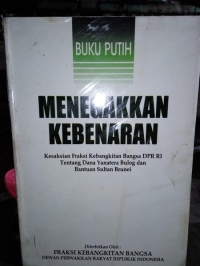 BUKU PUTIH
MENEGAKKAN
KEBENARAN
Kesaksian Fraksi Kebangkitan Bangsa DPR RI
Tentang Dana Yanatera Bulog dan
Bantuan Sultan Brunei
Diterbitkan Oleh :
FRAKSI KEBANGKITAN BANGSA
DEWAN PERWAKILAN RAKYAT REPUBLIK INDONESIA